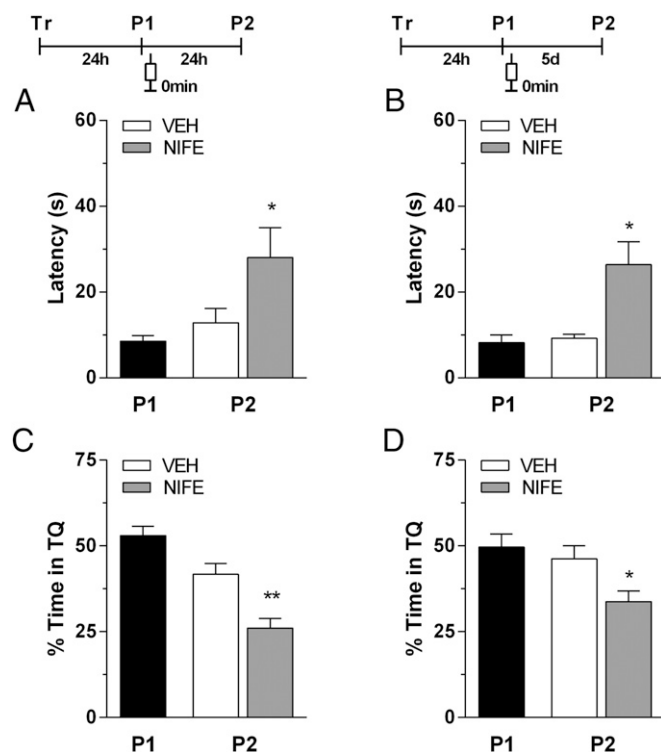 Tr P1 P2
24h 24h
0min
Tr P1 P2
24h 5d
0min
A
VEH
NIFE
Latency (s)
60
40
20
0
*
P1 P2
B
VEH
NIFE
Latency (s)
60
40
20
0
*
P1 P2
C
VEH
NIFE
% Time in TQ
75
50
25
0
**
P1 P2
D
VEH
NIFE
% Time in TQ
75
50
25
0
*
P1 P2